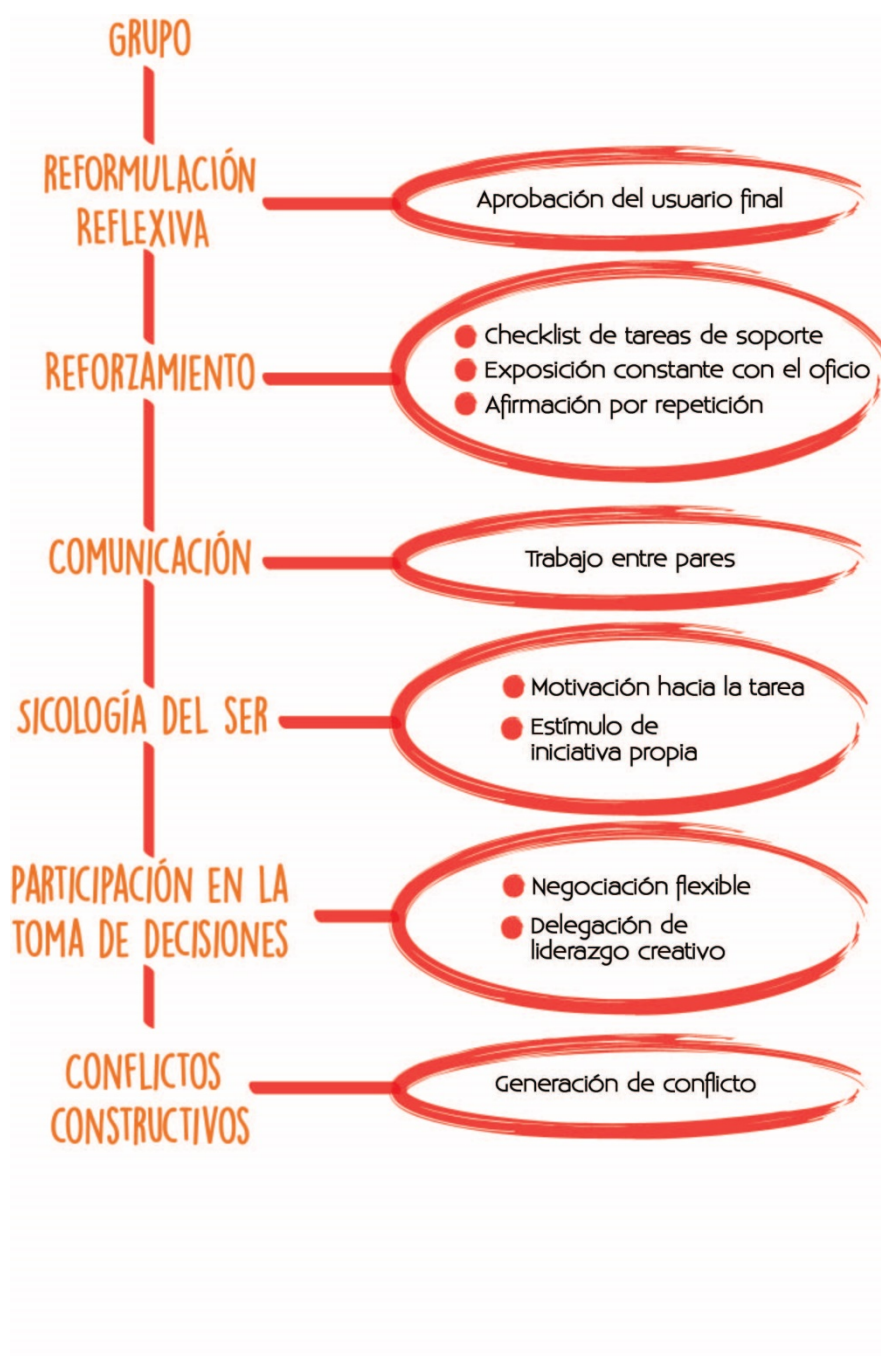 GRUPO
REFORMULACIÓN
REFLEXIVA
Aprobación del usuario final
REFORZAMIENTO
Checklist de tareas de soporte
Exposición constante con el oficio
Afirmación por repetición
COMUNICACIÓN
Trabajo entre pares
SICOLOGÍA DEL SER
Motivación hacia la tarea
Estímulo de
iniciativa propia
PARTICIPACIÓN EN LA
TOMA DE DECISIONES
Negociación flexible
Delegación de
liderazgo creativo
CONFLICTOS
CONSTRUCTIVOS
Generación de conflicto